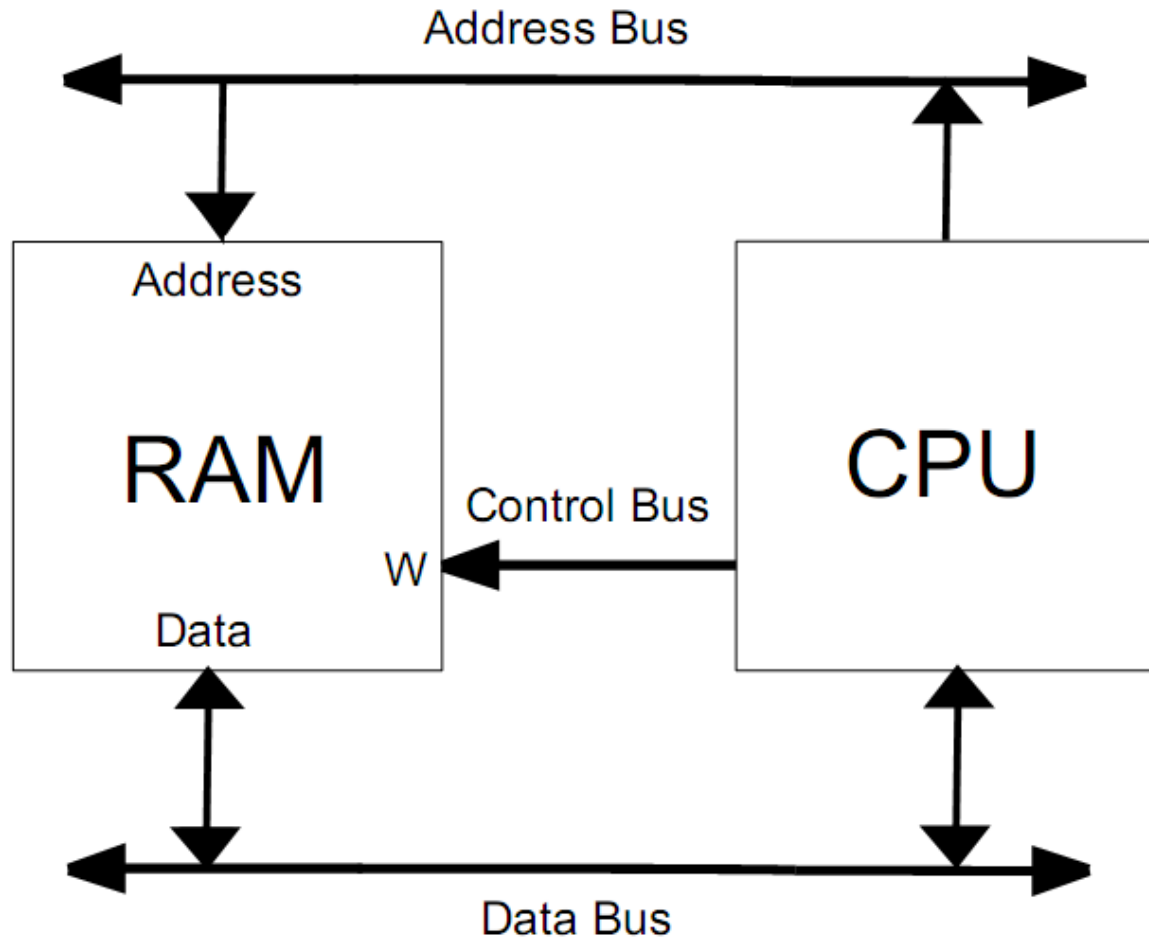 Address Bus
Address
RAM
CPU
Control Bus
W
Data
Data Bus